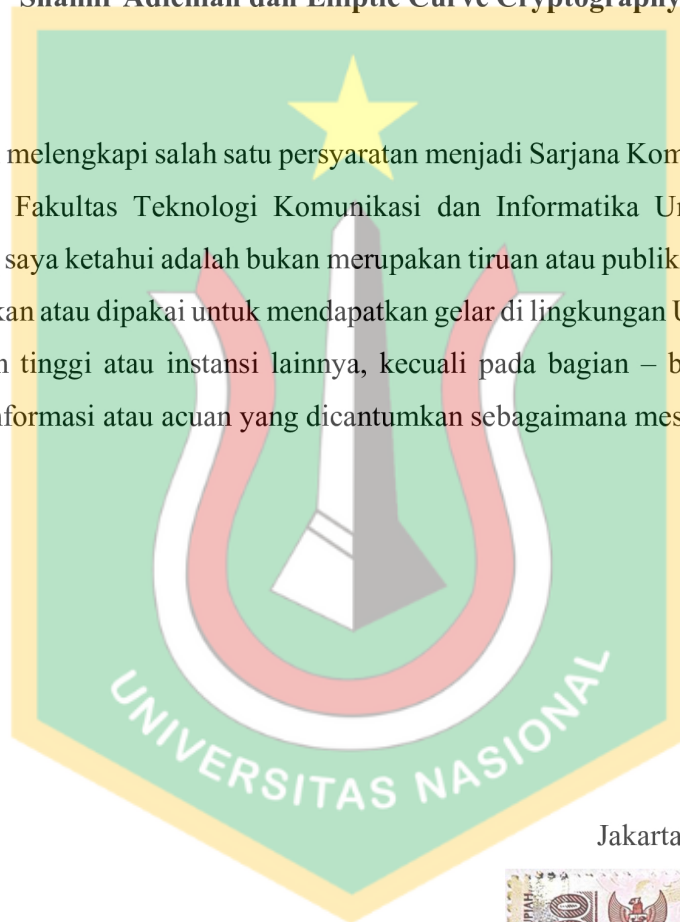 Shamir Adleman dan Elliptic Curve Cryptography
melengkapi salah satu persyaratan menjadi Sarjana Kom
Fakultas Teknologi Komunikasi dan Informatika Un
saya ketahui adalah bukan merupakan tiruan atau publik
kan atau dipakai untuk mendapatkan gelar di lingkungan U
n tinggi atau instansi lainnya, kecuali pada bagian – b
nformasi atau acuan yang dicantumkan sebagaimana mes
UNIVERSITAS NASIONAL
Jakarta